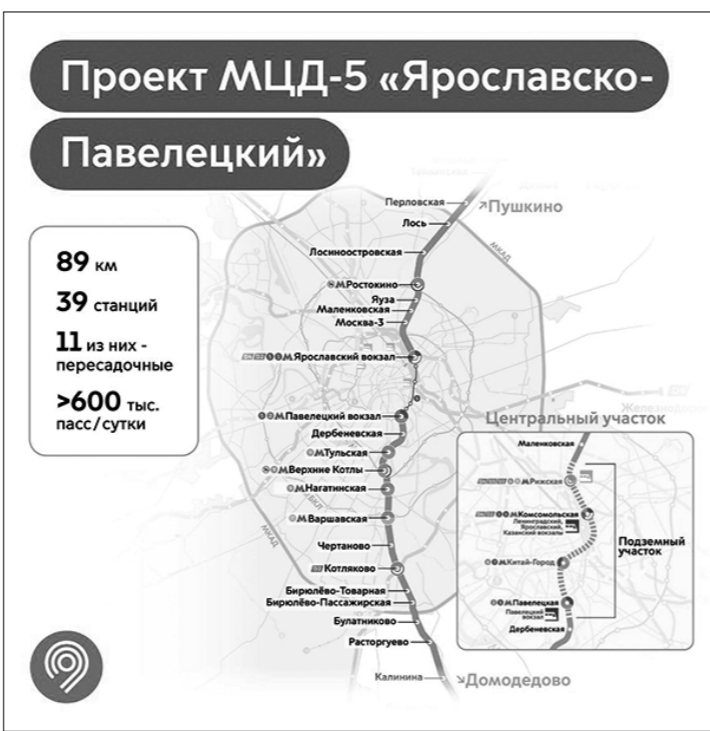 Проект МЦД-5 «Ярославско-
Павелецкий»
89 км
39 станций
11 из них -
пересадочные
>600 тыс.
пасс/сутки
Перловская
↗Пушкино
Лось
МКАД
Лосиноостровская
М Ростокино
Яуза
Маленковская
Москва-3
М Ярославский вокзал
М Павелецкий вокзал
Дербеневская
М Тульская
М Верхние Котлы
М Нагатинская
М Варшавская
МКАД
Чертаново
Котляково
Бирюлёво-Товарная
Бирюлёво-Пассажирская
Булатниково
Расторгуево
Калинина
↘Домодедово
Центральный участок
Маленковская
М Рижская
М Комсомольская
Ленинградский,
Ярославский,
Казанский вокзалы
Подземный
участок
М Китай-Город
М Павелецкая
Павелецкий
вокзал
Дербеневская